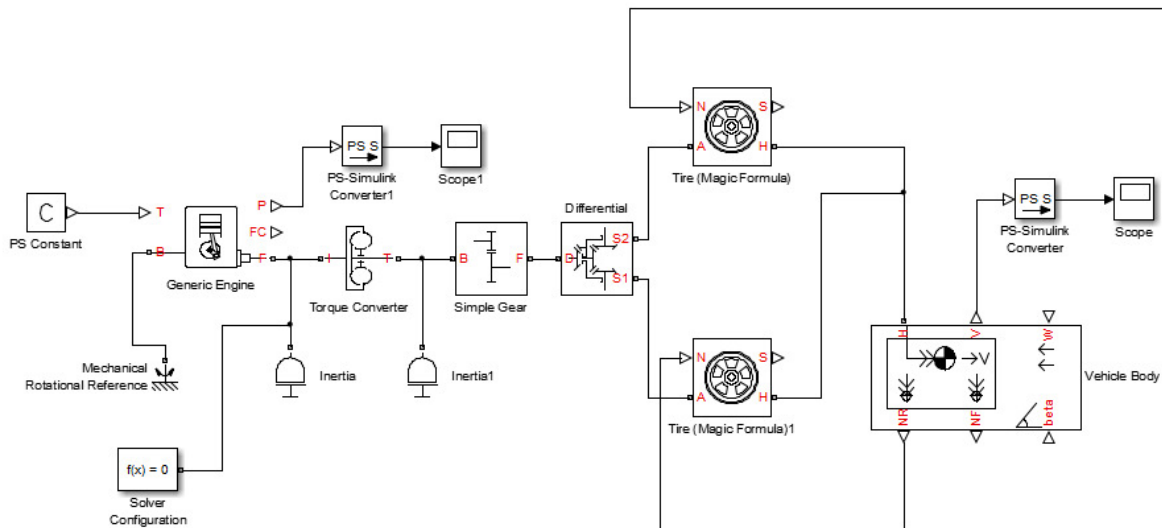 N
S
A
H
Tire (Magic Formula)
PS S
PS-Simulink
Converter1
Scope1
C
PS Constant
T
P
FC
B
F
Generic Engine
I
T
Torque Converter
B
F
Simple Gear
Differential
D
S2
S1
PS S
PS-Simulink
Converter
Scope
Mechanical
Rotational Reference
Inertia
Inertia1
N
S
A
H
Tire (Magic Formula)1
H
V
W
V
NR
NF
beta
Vehicle Body
f(x) = 0
Solver
Configuration